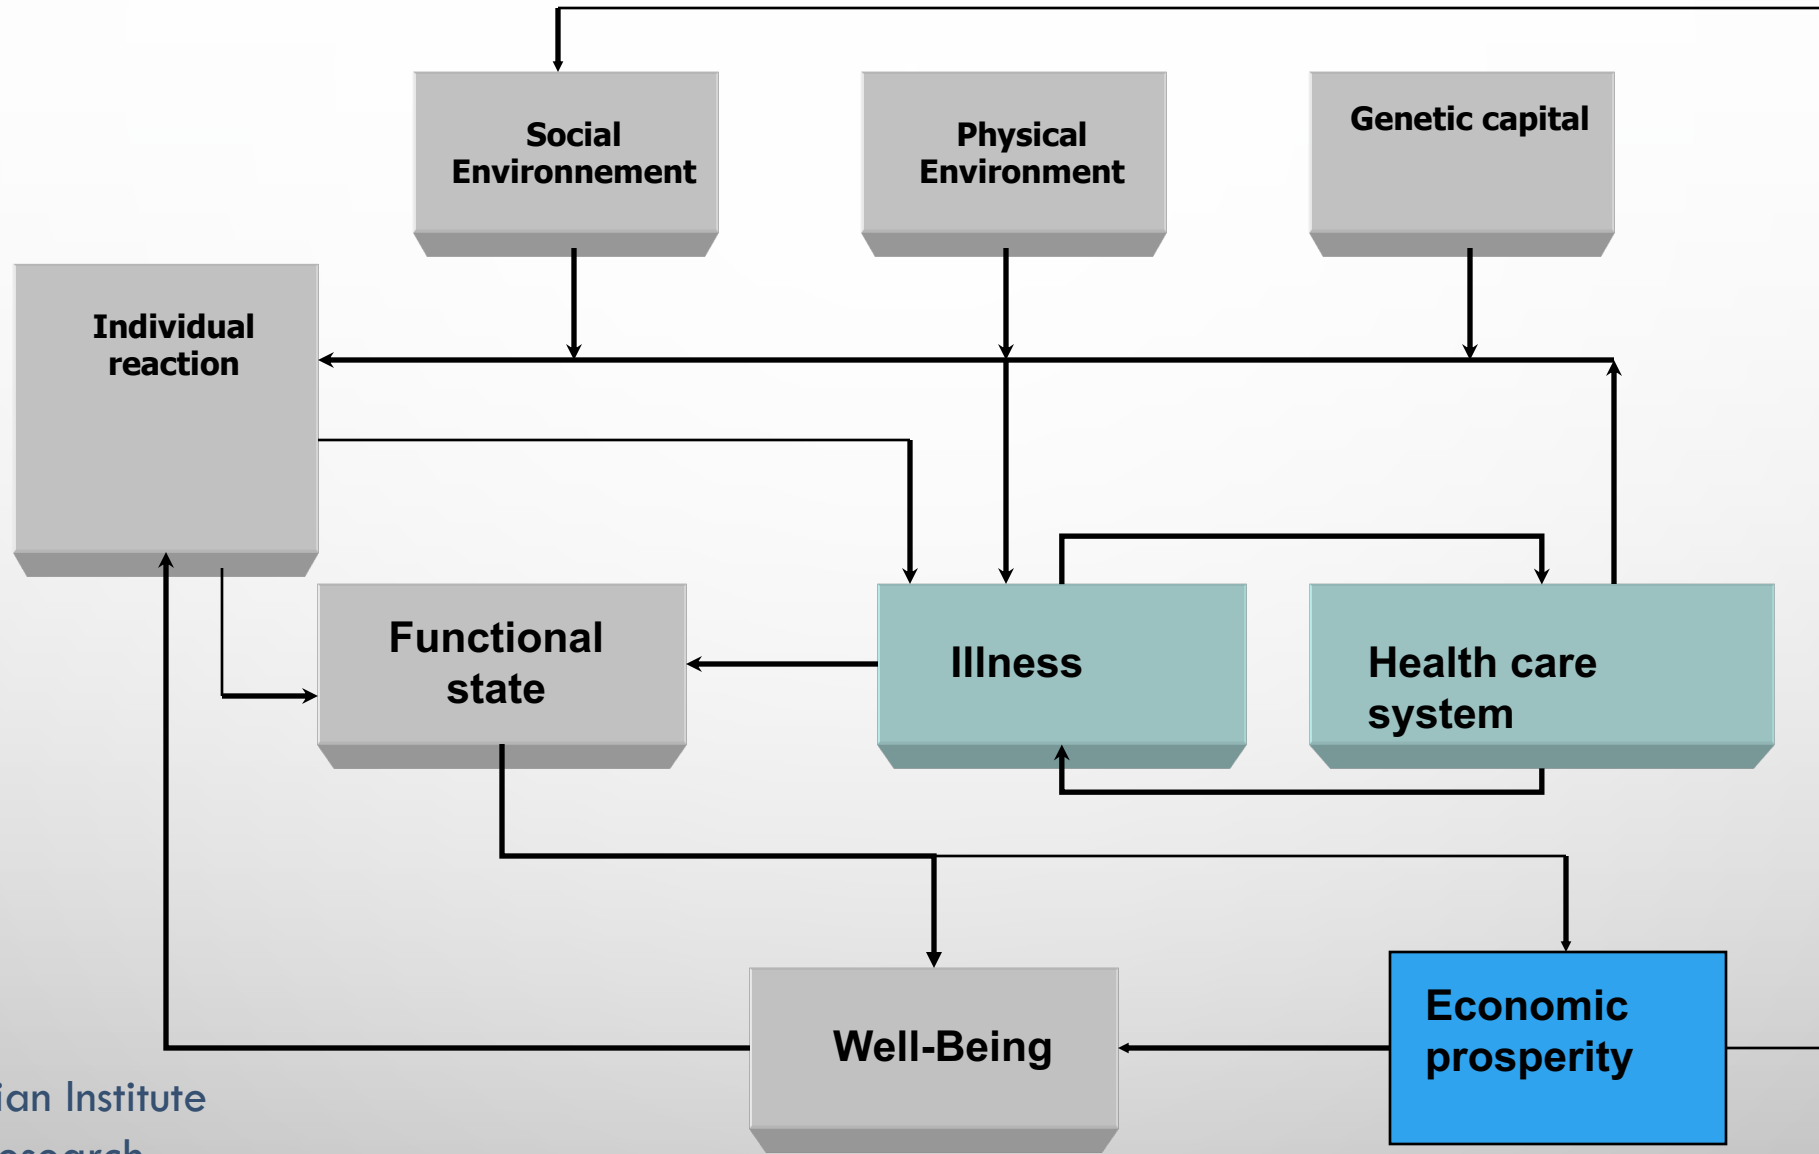 Social
Environnement
Physical
Environment
Genetic capital
Individual
reaction
Functional
state
Illness
Health care
system
Well-Being
Economic
prosperity
ian Institute